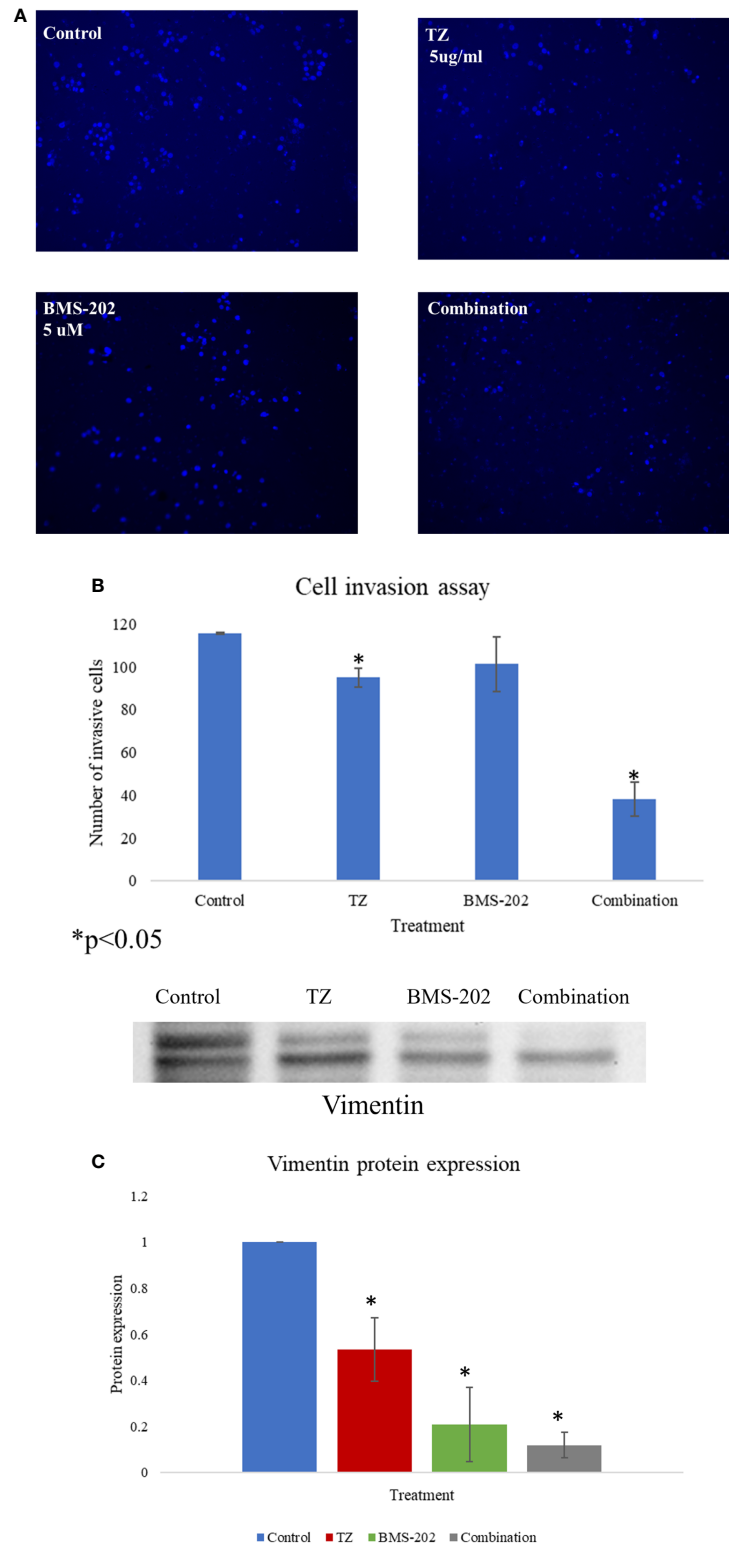 A
Control
TZ
5ug/ml
BMS-202
5 uM
Combination
B
Cell invasion assay
Number of invasive cells
120
100
80
60
40
20
0
*
*
Control TZ BMS-202 Combination
Treatment
*p<0.05
Control TZ BMS-202 Combination
Vimentin
C
Vimentin protein expression
Protein expression
1.2
1
0.8
0.6
0.4
0.2
0
*
*
*
Treatment
Control TZ BMS-202 Combination